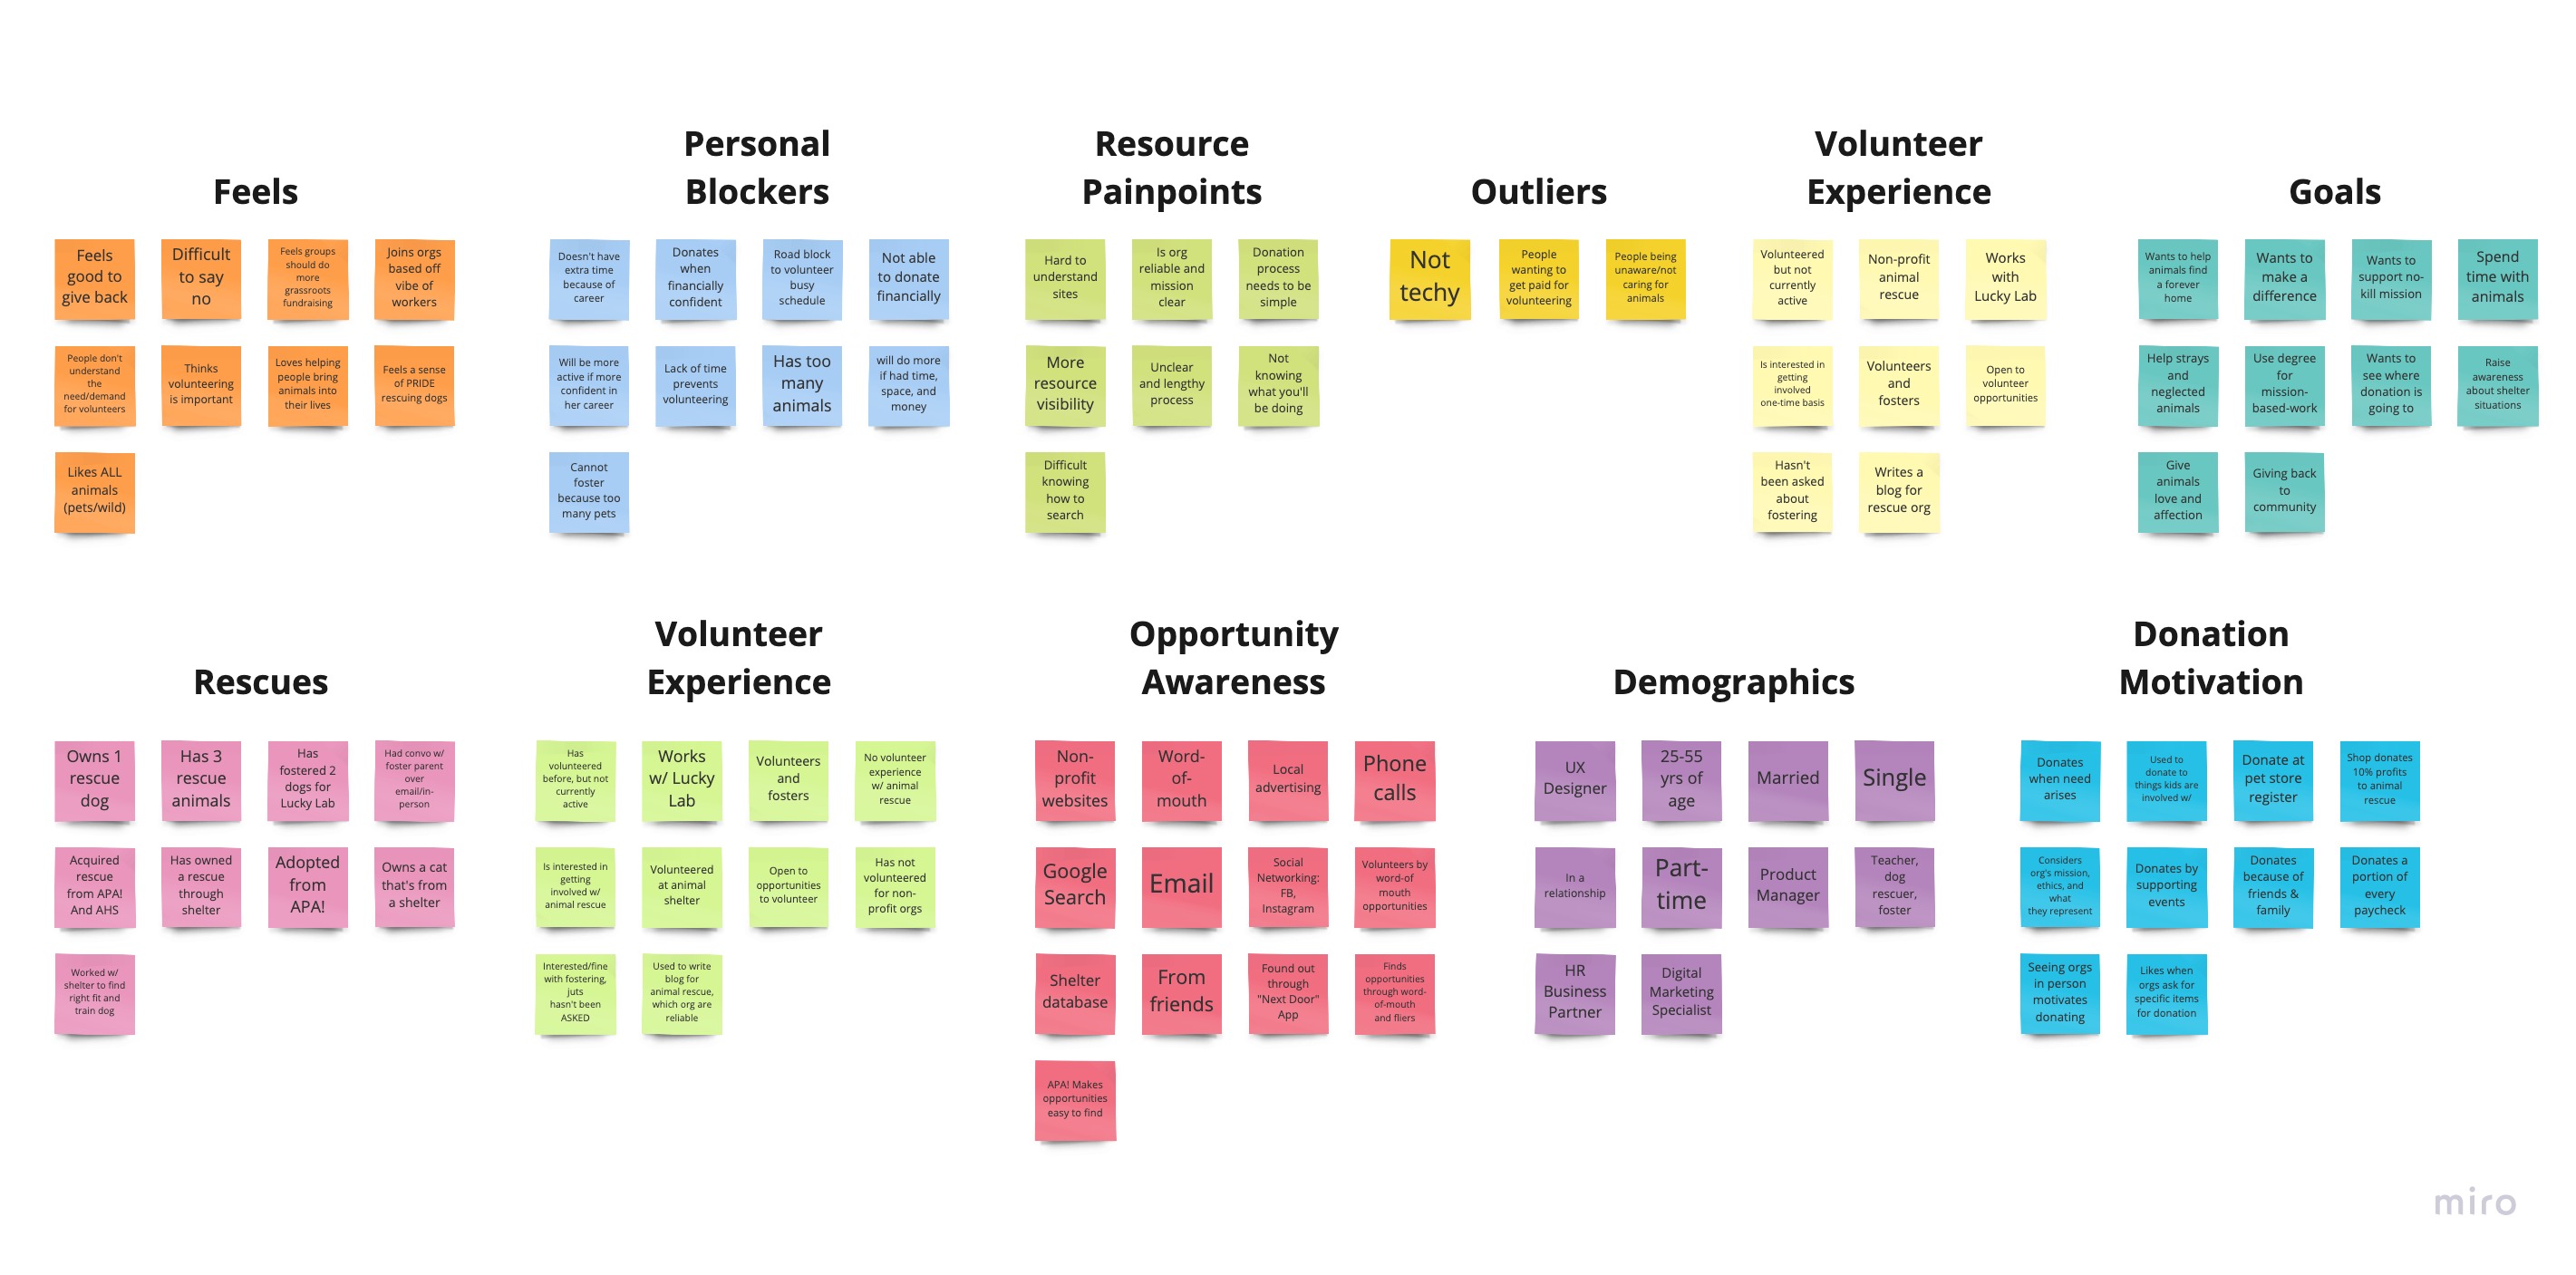 Feels
Feels
good to
give back
Difficult
to say
no
Feels groups
should do
more
grassroots
fundraising
Joins orgs
based off
vibe of
workers
People don't
understand
the
need/demand
for volunteers
Thinks
volunteering
is important
Loves helping
people bring
animals into
their lives
Feels a sense
of PRIDE
rescuing dogs
Likes ALL
animals
(pets/wild)
Personal
Blockers
Doesn't have
extra time
because of
career
Donates
when
financially
confident
Road block
to volunteer
busy
schedule
Not able
to donate
financially
Will be more
active if more
confident in
her career
Lack of time
prevents
volunteering
Has too
many
animals
will do more
if had time,
space, and
money
Cannot
foster
because too
many pets
Resource
Painpoints
Hard to
understand
sites
Is org
reliable and
mission
clear
Donation
process
needs to be
simple
More
resource
visibility
Unclear
and lengthy
process
Not
knowing
what you'll
be doing
Difficult
knowing
how to
search
Outliers
Not
techy
People
wanting to
get paid for
volunteering
People being
unaware/not
caring for
animals
Volunteer
Experience
Volunteered
but not
currently
active
Non-profit
animal
rescue
Works
with
Lucky Lab
Is interested in
getting
involved
one-time basis
Volunteers
and
fosters
Open to
volunteer
opportunities
Hasn't
been asked
about
fostering
Writes a
blog for
rescue org
Goals
Wants to help
animals find
a forever
home
Wants to
make a
difference
Wants to
support no-
kill mission
Spend
time with
animals
Help strays
and
neglected
animals
Use degree
for
mission-
based-work
Wants to
see where
donation is
going to
Raise
awareness
about shelter
situations
Give
animals
love and
affection
Giving back
to
community
Rescues
Owns 1
rescue
dog
Has 3
rescue
animals
Has
fostered 2
dogs for
Lucky Lab
Had convo w/
foster parent
over
email/in-
person
Acquired
rescue
from APA!
And AHS
Has owned
a rescue
through
shelter
Adopted
from
APA!
Owns a cat
that's from
a shelter
Worked w/
shelter to find
right fit and
train dog
Volunteer
Experience
Has
volunteered
before, but not
currently
active
Works
w/ Lucky
Lab
Volunteers
and
fosters
No volunteer
experience
w/ animal
rescue
Is interested in
getting
involved w/
animal rescue
Volunteered
at animal
shelter
Open to
opportunities
to volunteer
Has not
volunteered
for non-
profit orgs
Interested/fine
with fostering,
juts
hasn't been
ASKED
Used to write
blog for
animal rescue,
which org are
reliable
Opportunity
Awareness
Non-
profit
websites
Word-
of-
mouth
Local
advertising
Phone
calls
Google
Search
Email
Social
Networking:
FB,
Instagram
Volunteers by
word-of
mouth
opportunities
Shelter
database
From
friends
Found out
through
"Next Door"
App
Finds
opportunities
through word-
of-mouth
and fliers
APA! Makes
opportunities
easy to find
Demographics
UX
Designer
25-55
yrs of
age
Married
Single
In a
relationship
Part-
time
Product
Manager
Teacher,
dog
rescuer,
foster
HR
Business
Partner
Digital
Marketing
Specialist
Donation
Motivation
Donates
when need
arises
Used to
donate to
things kids are
involved w/
Donate at
pet store
register
Shop donates
10% profits
to animal
rescue
Considers
org's mission,
ethics, and
what
they represent
Donates by
supporting
events
Donates
because of
friends &
family
Donates a
portion of
every
paycheck
Seeing orgs
in person
motivates
donating
Likes when
orgs ask for
specific items
for donation
miro